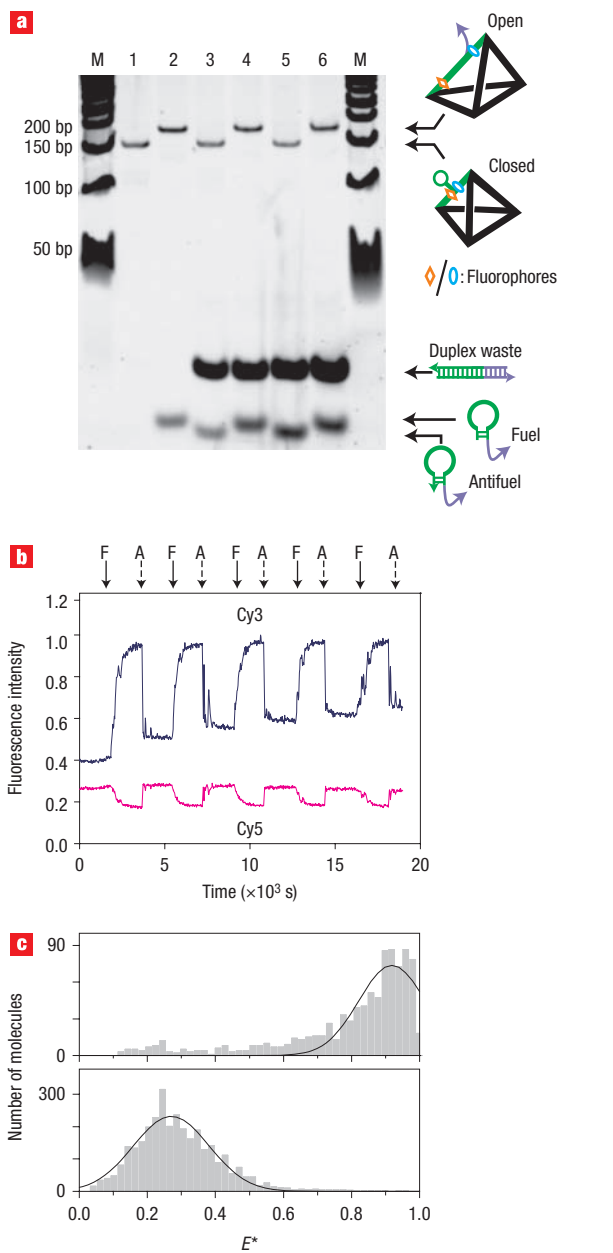 a
Open
M 1 2 3 4 5 6 M
200 bp
150 bp
Closed
100 bp
50 bp
/ : Fluorophores
Duplex waste
Fuel
Antifuel
b
F A F A F A F A F A
1.2
Cy3
1.0
0.8
0.6
0.4
0.2
Cy5
0.0
Fluorescence intensity
0 5 10 15 20
Time (×10³ s)
c
90
0
300
0
Number of molecules
0.0 0.2 0.4 0.6 0.8 1.0
E*